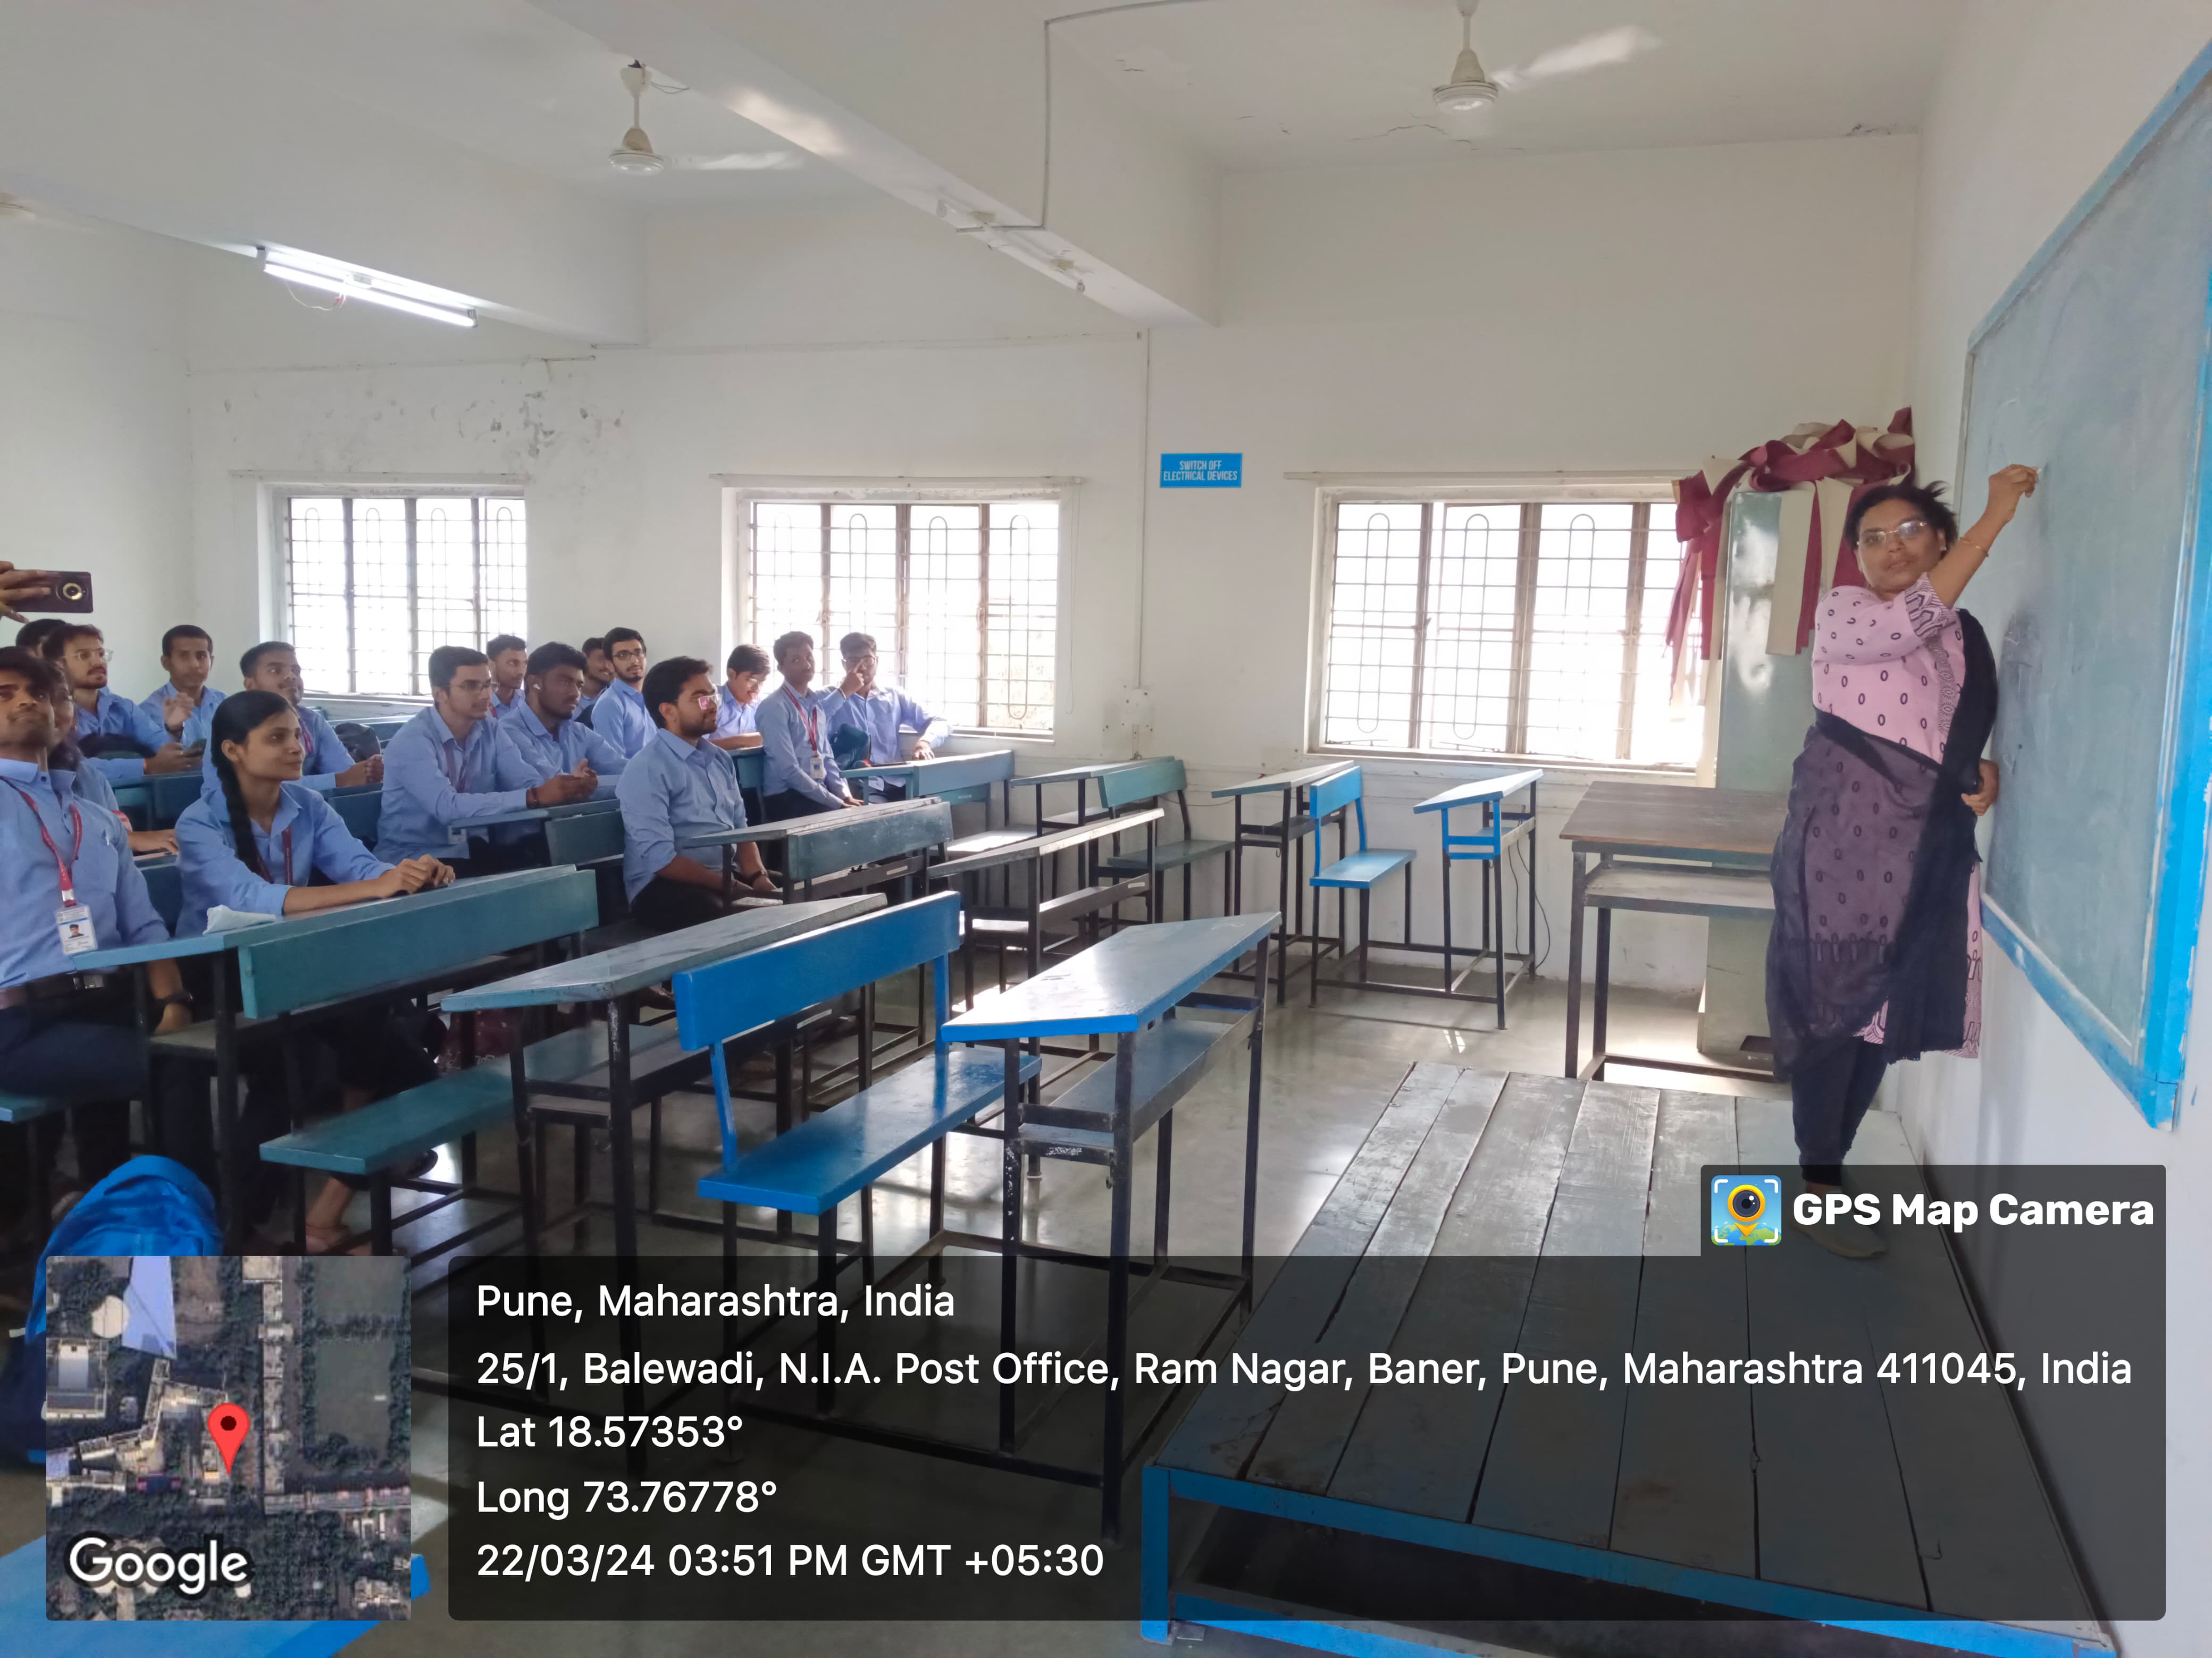 SWITCH OFF
ELECTRICAL DEVICES
GPS Map Camera
Pune, Maharashtra, India
25/1, Balewadi, N.I.A. Post Office, Ram Nagar, Baner, Pune, Maharashtra 411045, India
Lat 18.57353°
Long 73.76778°
22/03/24 03:51 PM GMT +05:30
Google